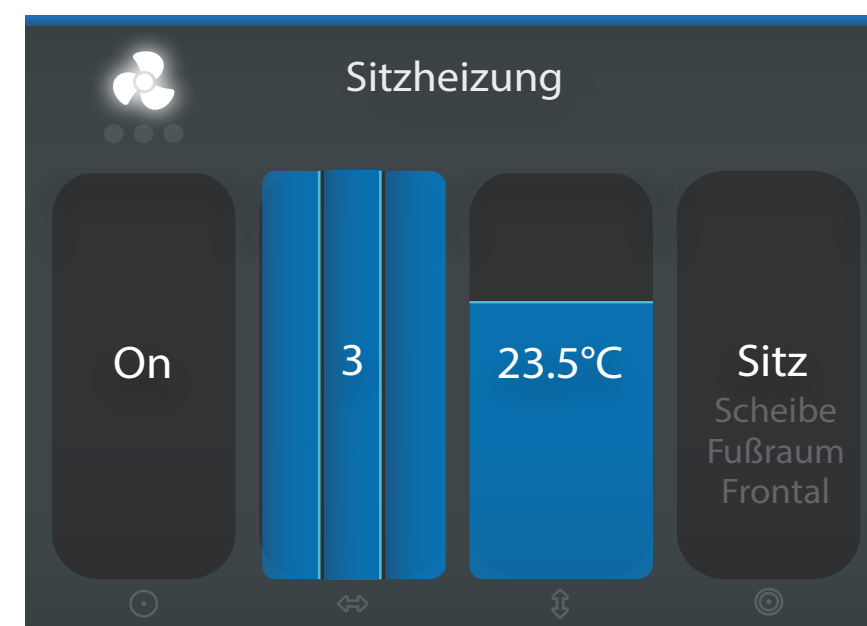 Sitzheizung
On
3
23.5°C
Sitz
Scheibe
Fußraum
Frontal